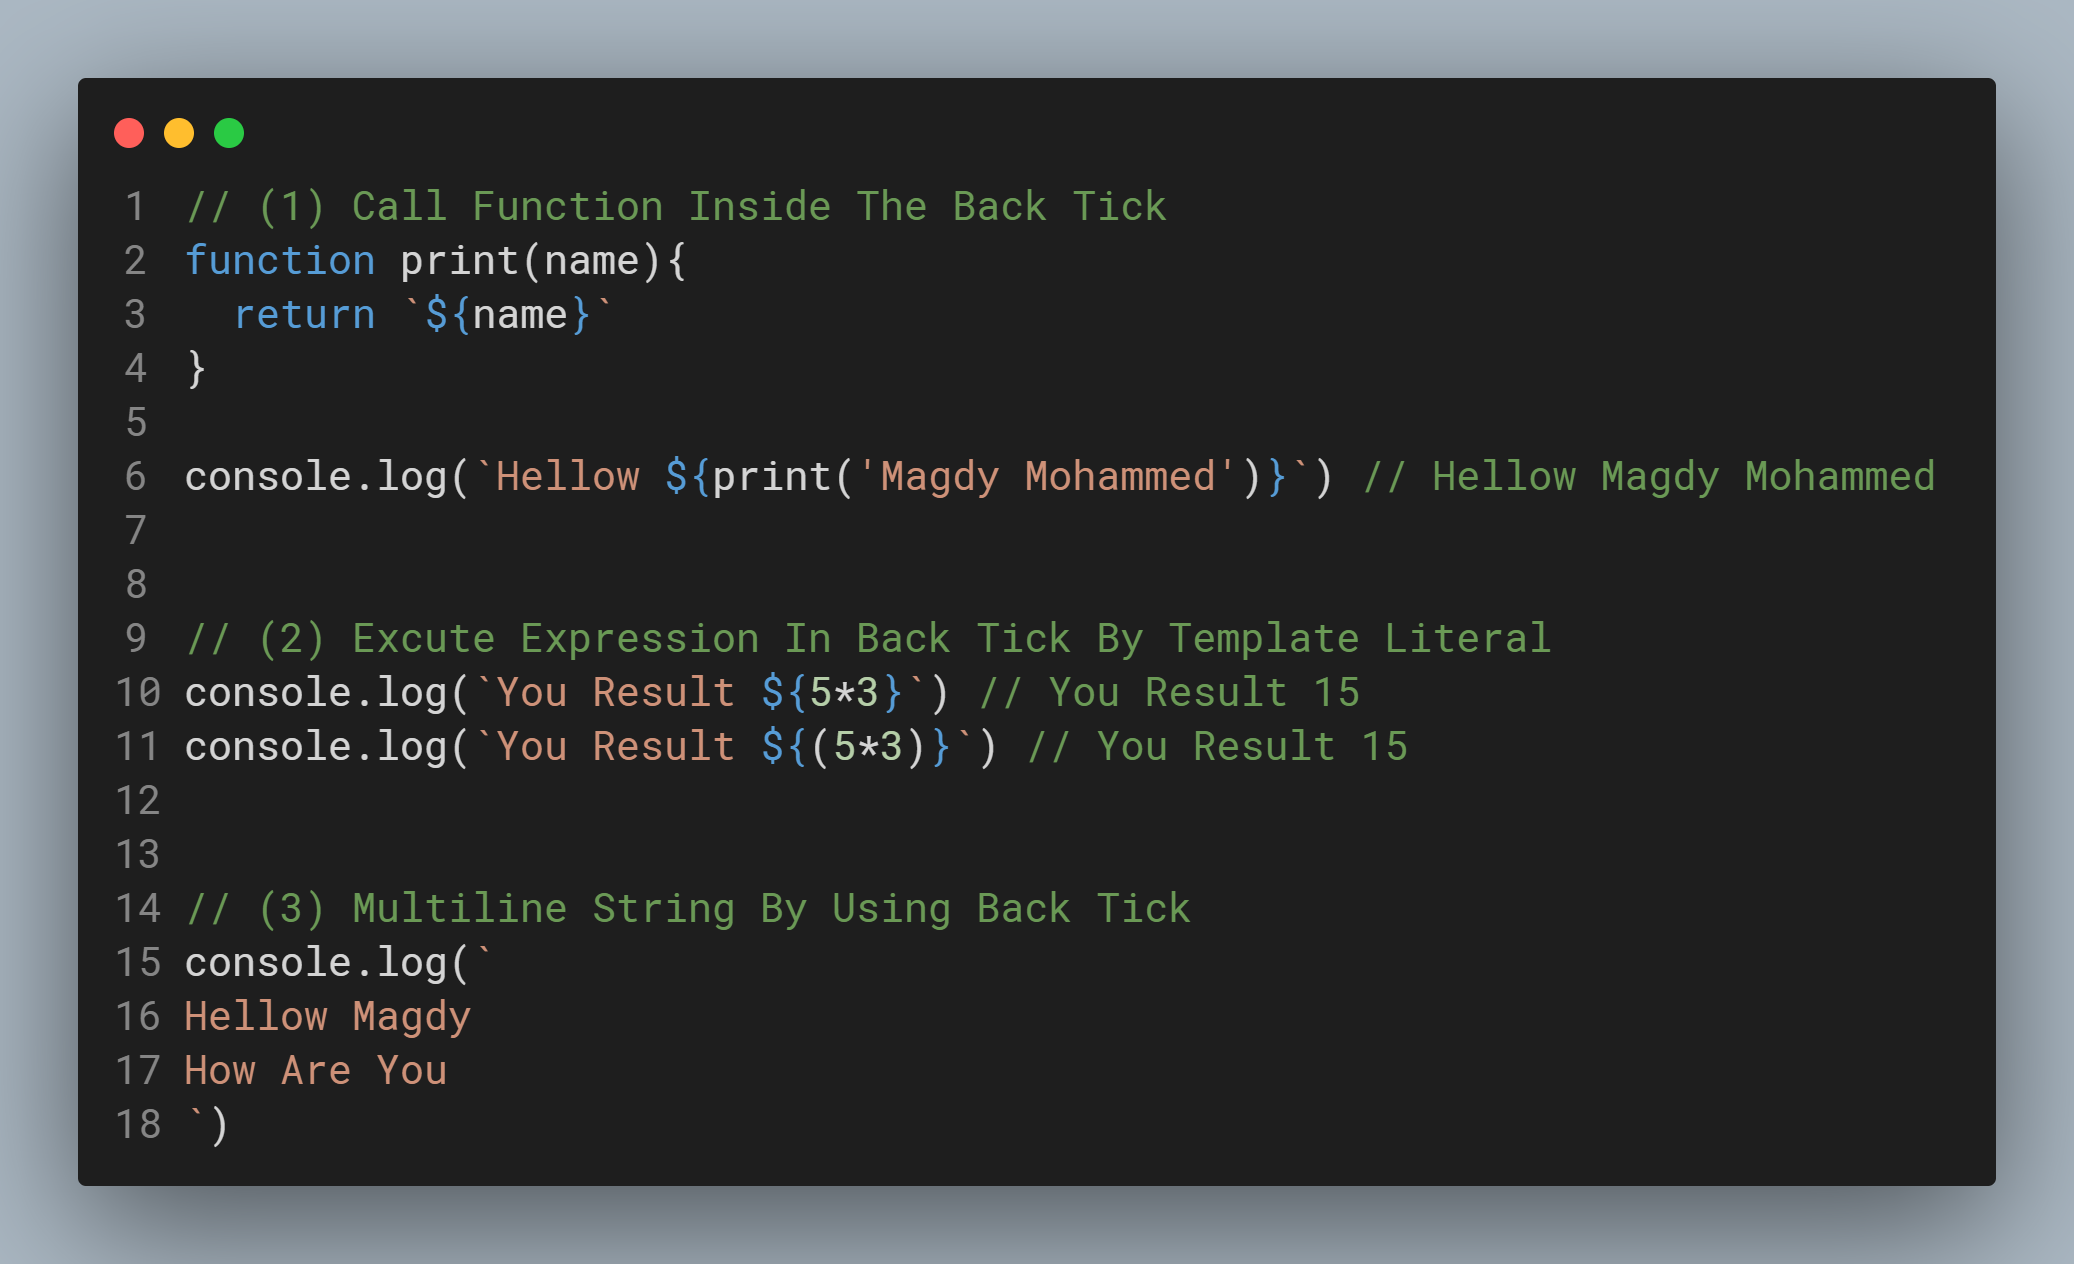 1 // (1) Call Function Inside The Back Tick
2 function print(name){
3   return `${name}`
4 }
5
6 console.log(`Hellow ${print('Magdy Mohammed')}`) // Hellow Magdy Mohammed
7
8
9 // (2) Excute Expression In Back Tick By Template Literal
10 console.log(`You Result ${5*3}`) // You Result 15
11 console.log(`You Result ${(5*3)}`) // You Result 15
12
13
14 // (3) Multiline String By Using Back Tick
15 console.log(`
16 Hellow Magdy
17 How Are You
18 `)